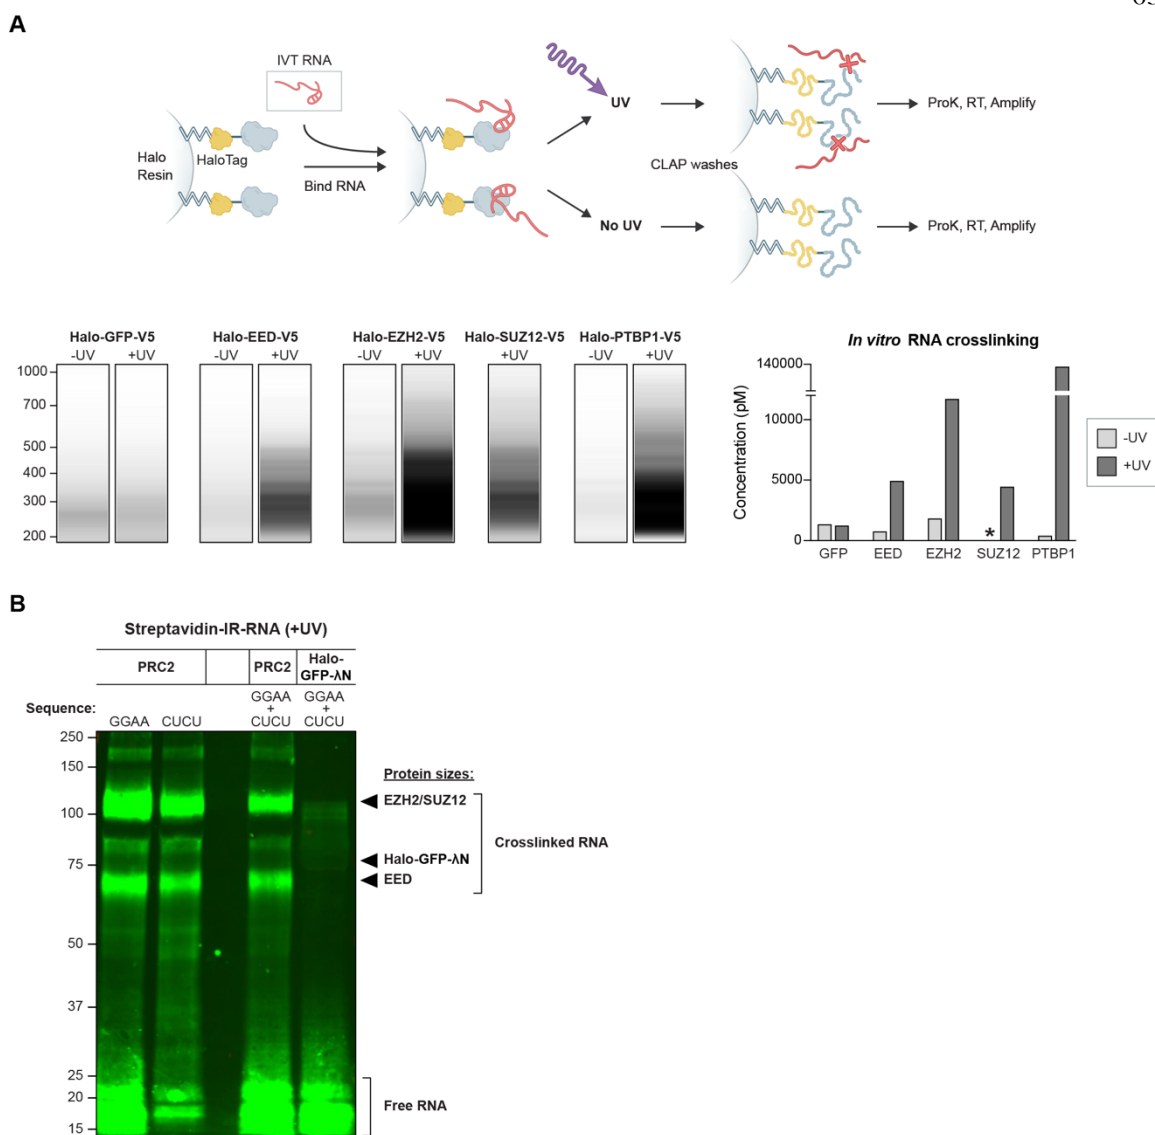 A
IVT RNA
Halo
Resin
HaloTag
Bind RNA
UV
No UV
CLAP washes
ProK, RT, Amplify
ProK, RT, Amplify
Halo-GFP-V5
Halo-EED-V5
Halo-EZH2-V5
Halo-SUZ12-V5
Halo-PTBP1-V5
-UV
+UV
-UV
+UV
-UV
+UV
+UV
-UV
+UV
1000
700
500
400
300
200
In vitro RNA crosslinking
Concentration (pM)
140000
10000
5000
0
*
GFP
EED
EZH2
SUZ12
PTBP1
-UV
+UV
B
Streptavidin-IR-RNA (+UV)
PRC2
PRC2
Halo-
GFP-λN
Sequence:
GGAA
CUCU
GGAA
+
CUCU
GGAA
+
CUCU
250
150
100
75
50
37
25
20
15
Protein sizes:
EZH2/SUZ12
Halo-GFP-λN
EED
Crosslinked RNA
Free RNA